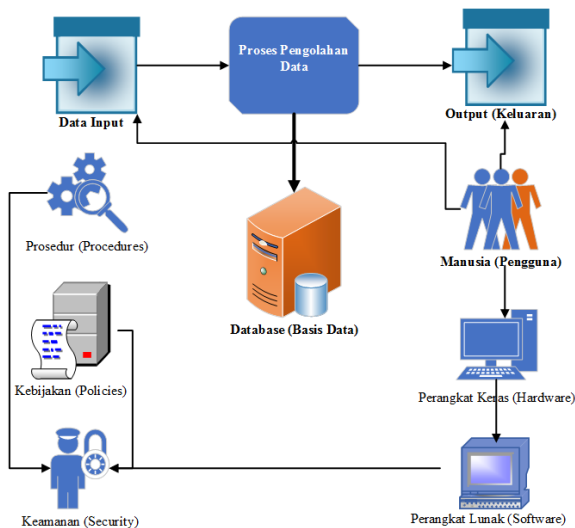 Proses Pengolahan
Data
Data Input
Output (Keluaran)
Prosedur (Procedures)
Manusia (Pengguna)
Database (Basis Data)
Kebijakan (Policies)
Perangkat Keras (Hardware)
Keamanan (Security)
Perangkat Lunak (Software)